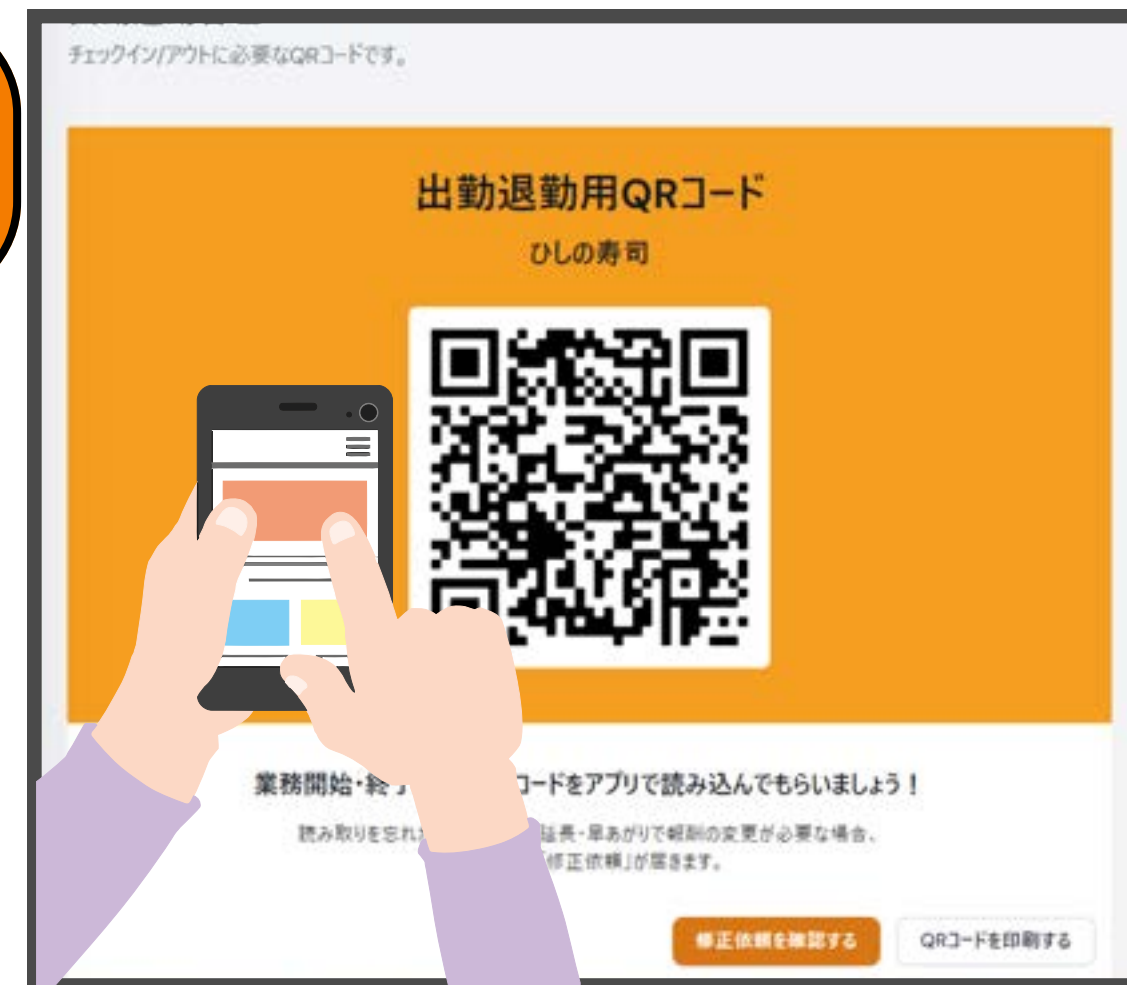 チェックイン/アウトに必要なQRコードです。
出勤退勤用QRコード
ひしの寿司
業務開始・終 コードをアプリで読み込んでもらいましょう!
読み取りを忘れ 延長・早あがりで報酬の変更が必要な場合、
「修正依頼」が届きます。
修正依頼を確認する
QRコードを印刷する